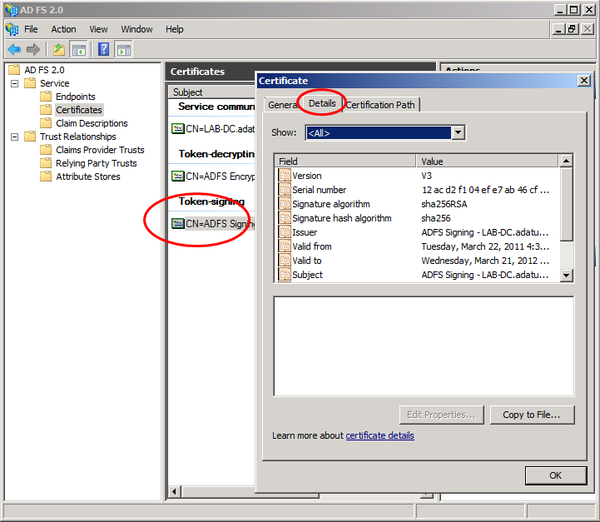 AD FS 2.0
File Action View Window Help
AD FS 2.0
Service
Endpoints
Certificates
Claim Descriptions
Trust Relationships
Claims Provider Trusts
Relying Party Trusts
Attribute Stores
Certificates
Subject
Service commu
CN=LAB-DC.adat
Token-decryptin
CN=ADFS Encryp
Token-signing
CN=ADFS Signing
Actions
Certificate
General Details Certification Path
Show: <All>
Field Value
Version V3
Serial number 12 ac d2 f1 04 ef e7 ab 46 cf ...
Signature algorithm sha256RSA
Signature hash algorithm sha256
Issuer ADFS Signing - LAB-DC.adatu...
Valid from Tuesday, March 22, 2011 4:3...
Valid to Wednesday, March 21, 2012 ...
Subject ADFS Signing - LAB-DC.adatu...
Edit Properties... Copy to File...
Learn more about certificate details
OK